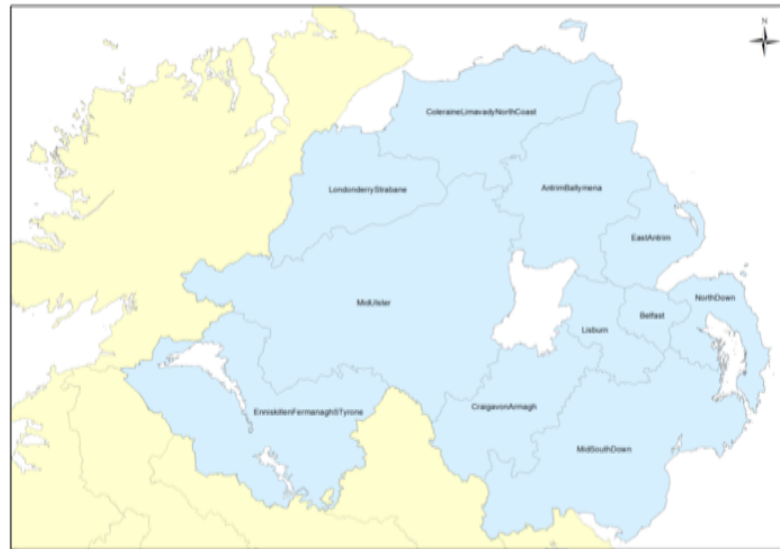 N
ColeraineLimavadyNorthCoast
LondonderryStrabane
AntrimBallymena
EastAntrim
MidUlster
NorthDown
Belfast
Lisburn
EnniskillenFermanaghSTyrone
CraigavonArmagh
MidSouthDown